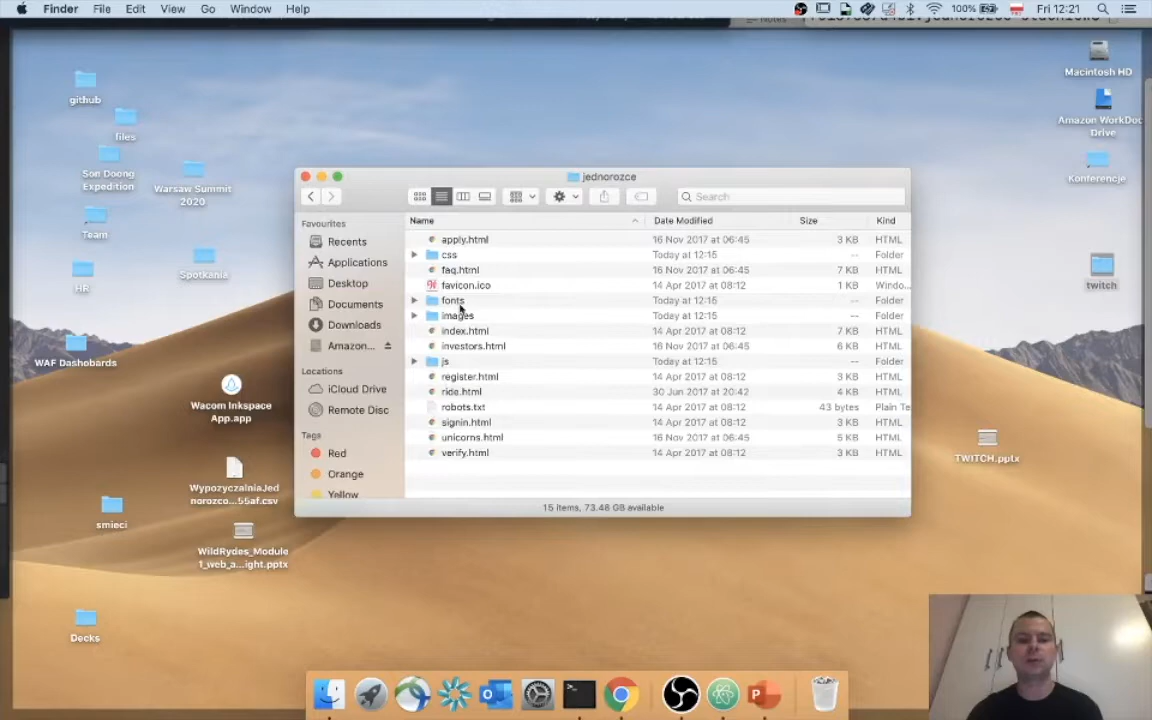 Finder File Edit View Go Window Help
100% Fri 12:21
Notes
github
files
Son Doong
Expedition
Warsaw Summit
2020
Team
HR
Spotkania
WAF Dashobards
Wacom Inkspace
App.app
WypozyczalniaJed
norozco...55af.csv
smieci
WildRydes_Module
1_web_a...ight.pptx
Decks
Macintosh HD
Amazon WorkDoc
Drive
Konferencje
twitch
TWITCH.pptx
jednorozce
Search
Favourites
Recents
Applications
Desktop
Documents
Downloads
Amazon...
Locations
iCloud Drive
Remote Disc
Tags
Red
Orange
Yellow
Name Date Modified Size Kind
apply.html 16 Nov 2017 at 06:45 3 KB HTML
css Today at 12:15 -- Folder
faq.html 16 Nov 2017 at 06:45 7 KB HTML
favicon.ico 14 Apr 2017 at 08:12 1 KB Windo...
fonts Today at 12:15 -- Folder
images Today at 12:15 -- Folder
index.html 14 Apr 2017 at 08:12 7 KB HTML
investors.html 16 Nov 2017 at 06:45 6 KB HTML
js Today at 12:15 -- Folder
register.html 14 Apr 2017 at 08:12 3 KB HTML
ride.html 30 Jun 2017 at 20:42 4 KB HTML
robots.txt 14 Apr 2017 at 08:12 43 bytes Plain Te
signin.html 14 Apr 2017 at 08:12 3 KB HTML
unicorns.html 16 Nov 2017 at 06:45 5 KB HTML
verify.html 14 Apr 2017 at 08:12 3 KB HTML
15 items, 73.48 GB available